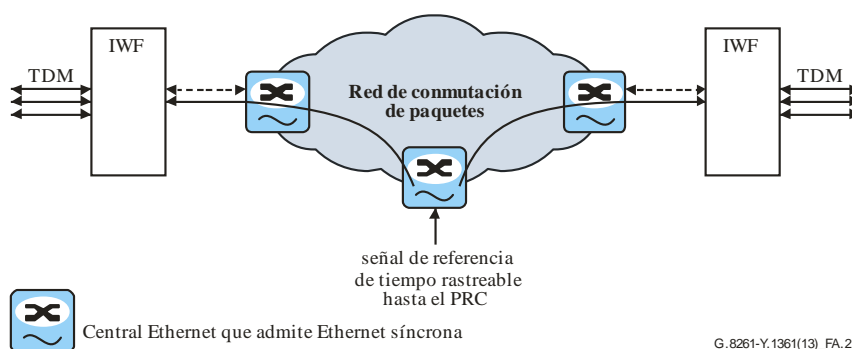 IWF
IWF
TDM
TDM
Red de conmutación
de paquetes
señal de referencia
de tiempo rastreable
hasta el PRC
Central Ethernet que admite Ethernet síncrona
G.8261-Y.1361(13)_FA.2